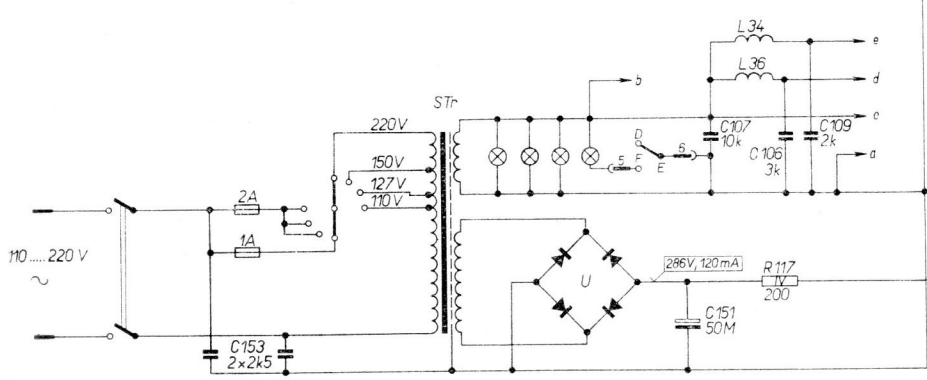 L34
e
L36
d
b
STr
c
220V
C107
10k
C109
2k
D
6
C106
3k
150V
5
F
E
a
127V
2A
110V
1A
110.....220 V
~
286V, 120mA
R117
IV
200
U
C151
50M
C153
2×2k5